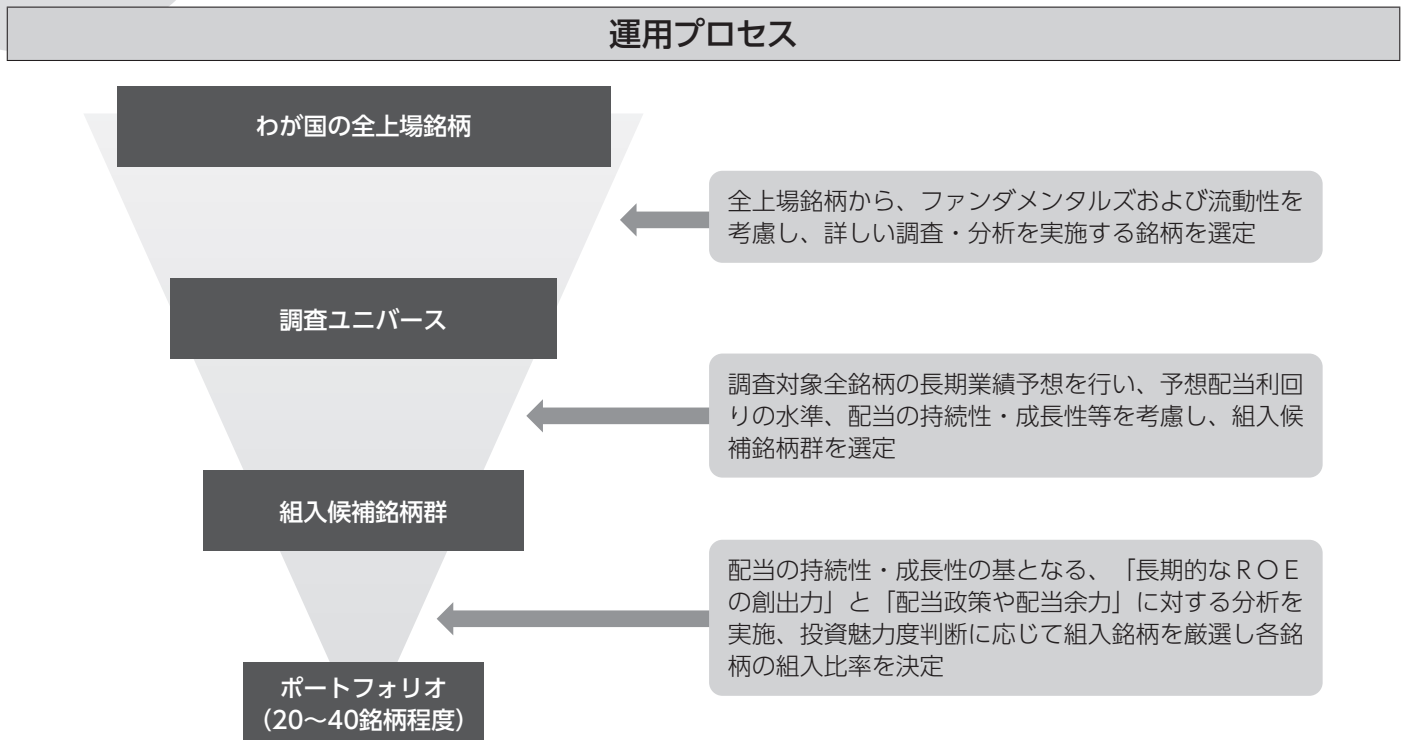 運用プロセス
わが国の全上場銘柄
全上場銘柄から、ファンダメンタルズおよび流動性を
考慮し、詳しい調査・分析を実施する銘柄を選定
調査ユニバース
調査対象全銘柄の長期業績予想を行い、予想配当利回
りの水準、配当の持続性・成長性等を考慮し、組入候
補銘柄群を選定
組入候補銘柄群
配当の持続性・成長性の基となる、「長期的なＲＯＥ
の創出力」と「配当政策や配当余力」に対する分析を
実施、投資魅力度判断に応じて組入銘柄を厳選し各銘
柄の組入比率を決定
ポートフォリオ
（20～40銘柄程度）